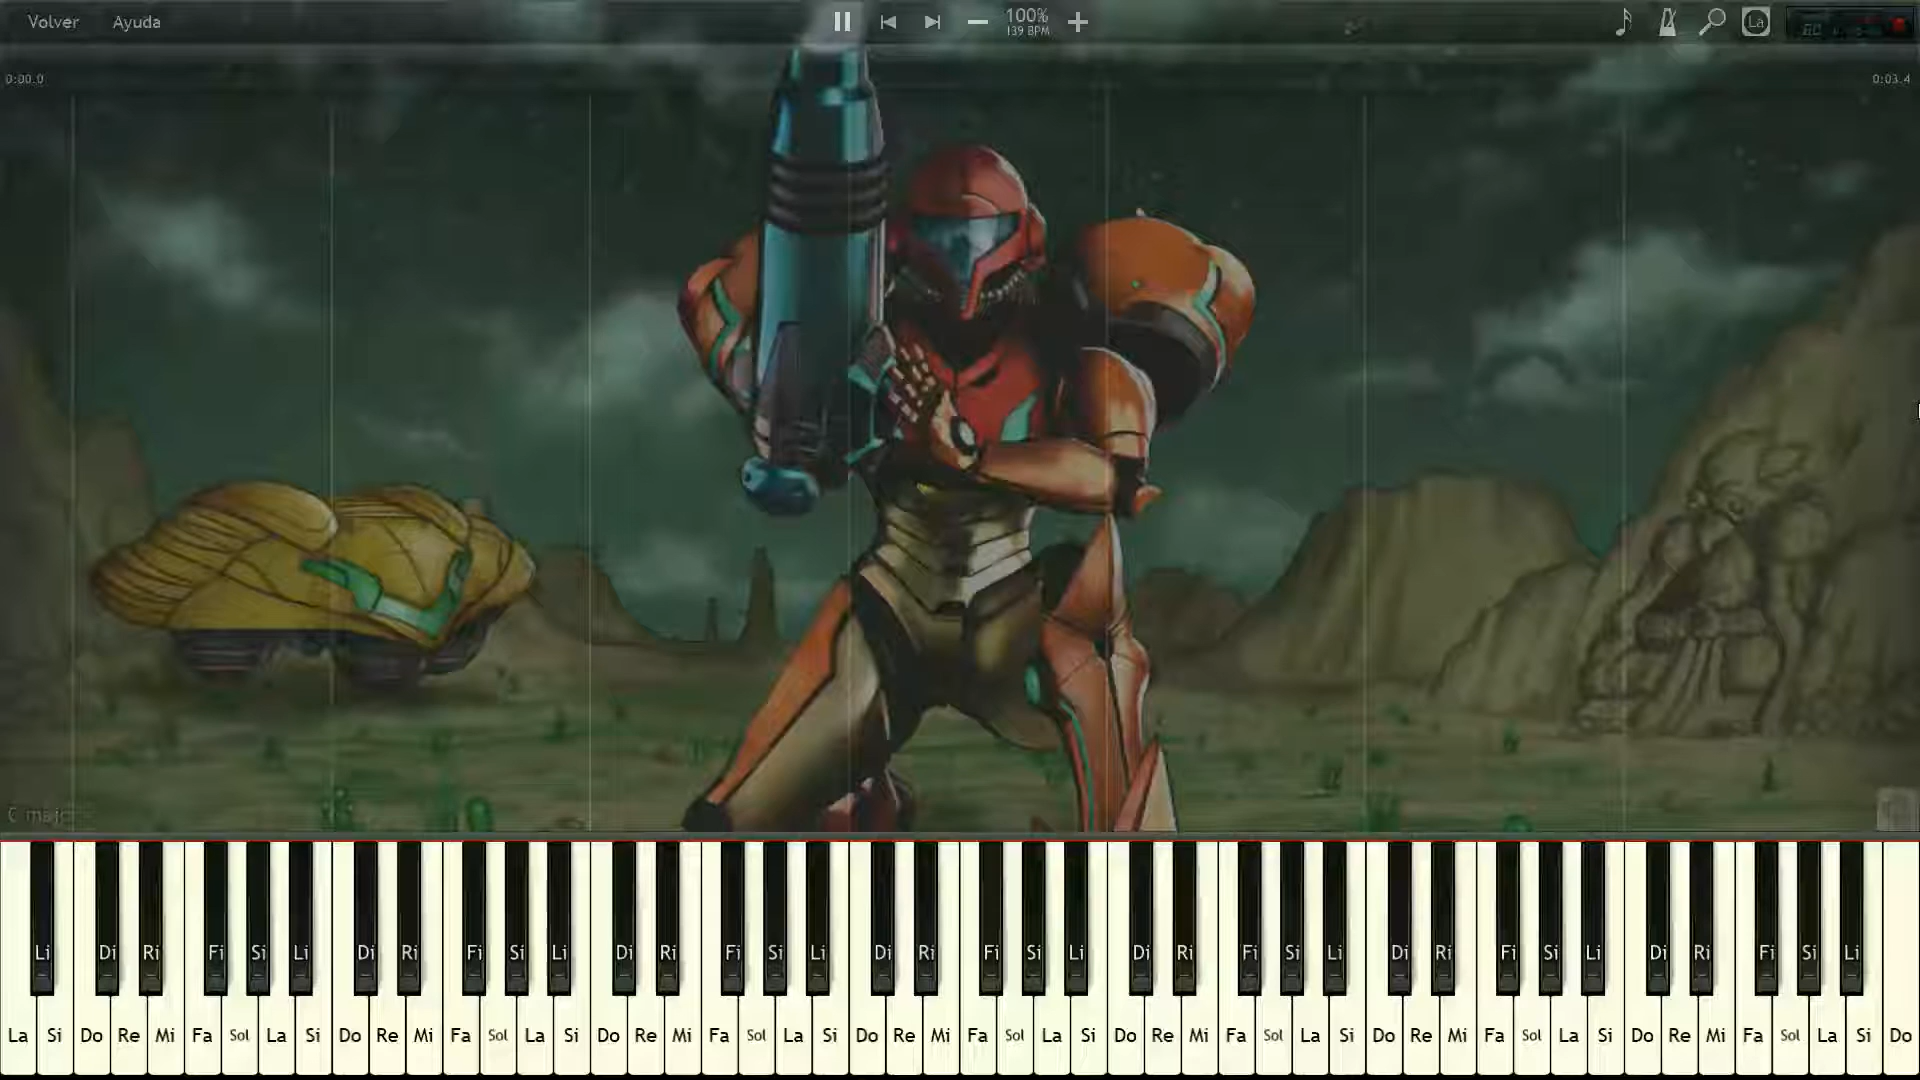 Volver Ayuda 100% La
139 BPM
0:00.0 0:03.4
C major
Li Di Ri Fi Si Li Di Ri Fi Si Li Di Ri Fi Si Li Di Ri Fi Si Li Di Ri Fi Si Li Di Ri Fi Si Li Di Ri Fi Si Li
La Si Do Re Mi Fa Sol La Si Do Re Mi Fa Sol La Si Do Re Mi Fa Sol La Si Do Re Mi Fa Sol La Si Do Re Mi Fa Sol La Si Do Re Mi Fa Sol La Si Do Re Mi Fa Sol La Si Do